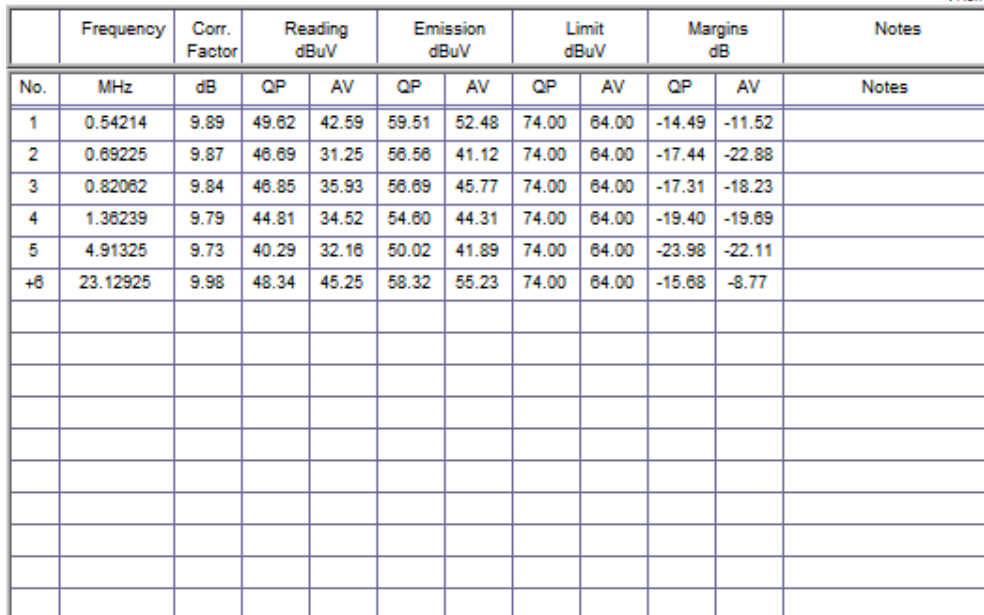 Frequency Corr. Factor Reading dBuV Emission dBuV Limit dBuV Margins dB Notes
No. MHz dB QP AV QP AV QP AV QP AV Notes
1 0.54214 9.89 49.62 42.59 59.51 52.48 74.00 64.00 -14.49 -11.52
2 0.69225 9.87 46.69 31.25 56.56 41.12 74.00 64.00 -17.44 -22.88
3 0.82062 9.84 46.85 35.93 56.69 45.77 74.00 64.00 -17.31 -18.23
4 1.36239 9.79 44.81 34.52 54.60 44.31 74.00 64.00 -19.40 -19.69
5 4.91325 9.73 40.29 32.16 50.02 41.89 74.00 64.00 -23.98 -22.11
+6 23.12925 9.98 48.34 45.25 58.32 55.23 74.00 64.00 -15.68 -8.77